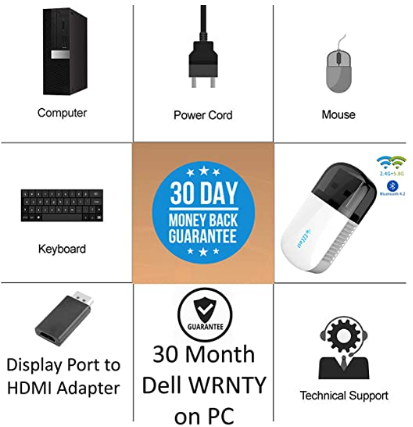 Computer
Power Cord
Mouse
30 DAY
MONEY BACK
GUARANTEE
2.4G+5.8G
Bluetooth 4.2
Keyboard
GUARANTEE
Display Port to
HDMI Adapter
30 Month
Dell WRNTY
on PC
Technical Support